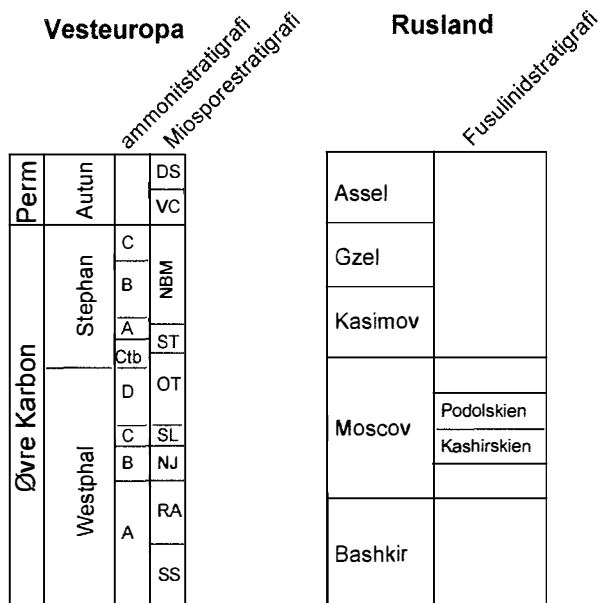 Vesteuropa
ammonitstratigrafi
Miosporestratigrafi
Perm
Autun
DS
VC
Øvre Karbon
Stephan
C
B
A
Ctb
NBM
ST
Westphal
D
C
B
A
OT
SL
NJ
RA
SS
Rusland
Fusulinidstratigrafi
Assel
Gzel
Kasimov
Moscov
Podolskien
Kashirskien
Bashkir